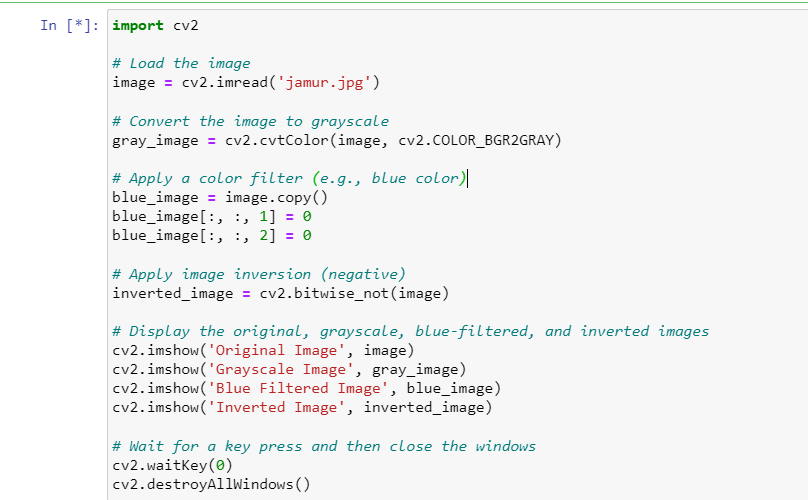 In [*]: import cv2
# Load the image
image = cv2.imread('jamur.jpg')
# Convert the image to grayscale
gray_image = cv2.cvtColor(image, cv2.COLOR_BGR2GRAY)
# Apply a color filter (e.g., blue color)
blue_image = image.copy()
blue_image[:, :, 1] = 0
blue_image[:, :, 2] = 0
# Apply image inversion (negative)
inverted_image = cv2.bitwise_not(image)
# Display the original, grayscale, blue-filtered, and inverted images
cv2.imshow('Original Image', image)
cv2.imshow('Grayscale Image', gray_image)
cv2.imshow('Blue Filtered Image', blue_image)
cv2.imshow('Inverted Image', inverted_image)
# Wait for a key press and then close the windows
cv2.waitKey(0)
cv2.destroyAllWindows()